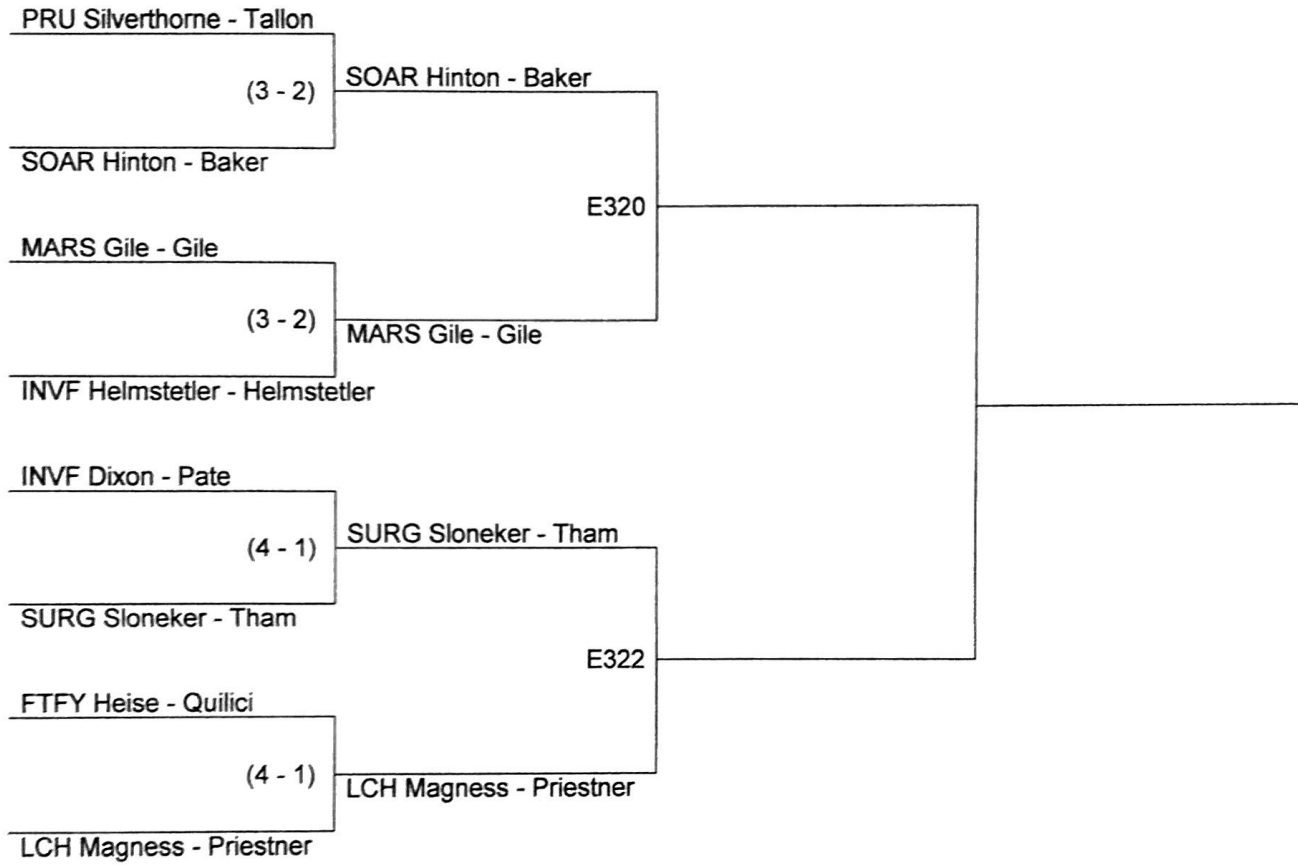 PRU Silverthorne - Tallon
(3 - 2)
SOAR Hinton - Baker
SOAR Hinton - Baker
E320
MARS Gile - Gile
(3 - 2)
MARS Gile - Gile
INVF Helmstetler - Helmstetler
INVF Dixon - Pate
(4 - 1)
SURG Sloneker - Tham
SURG Sloneker - Tham
E322
FTFY Heise - Quilici
(4 - 1)
LCH Magness - Priestner
LCH Magness - Priestner